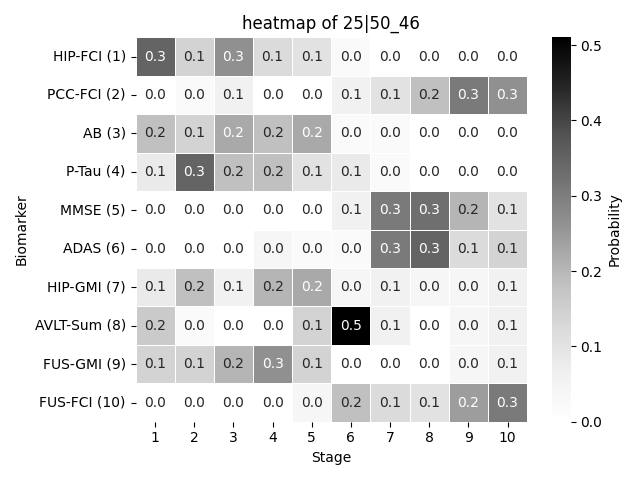 heatmap of 25|50_46
HIP-FCI (1) 0.3 0.1 0.3 0.1 0.1 0.0 0.0 0.0 0.0 0.0
PCC-FCI (2) 0.0 0.0 0.1 0.0 0.0 0.1 0.1 0.2 0.3 0.3
AB (3) 0.2 0.1 0.2 0.2 0.2 0.0 0.0 0.0 0.0 0.0
P-Tau (4) 0.1 0.3 0.2 0.2 0.1 0.1 0.0 0.0 0.0 0.0
MMSE (5) 0.0 0.0 0.0 0.0 0.0 0.1 0.3 0.3 0.2 0.1
ADAS (6) 0.0 0.0 0.0 0.0 0.0 0.0 0.3 0.3 0.1 0.1
HIP-GMI (7) 0.1 0.2 0.1 0.2 0.2 0.0 0.1 0.0 0.0 0.1
AVLT-Sum (8) 0.2 0.0 0.0 0.0 0.1 0.5 0.1 0.0 0.0 0.1
FUS-GMI (9) 0.1 0.1 0.2 0.3 0.1 0.0 0.0 0.0 0.0 0.1
FUS-FCI (10) 0.0 0.0 0.0 0.0 0.0 0.2 0.1 0.1 0.2 0.3
1 2 3 4 5 6 7 8 9 10
Stage
Biomarker
0.5
0.4
0.3
0.2
0.1
0.0
Probability